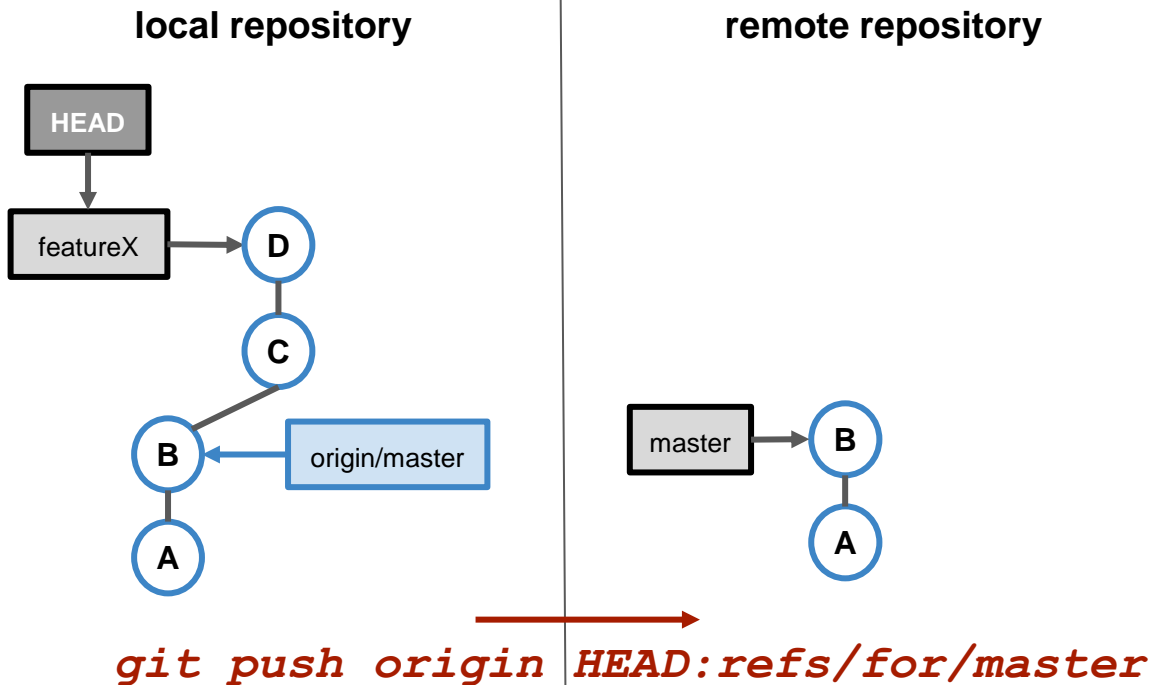 local repository
remote repository
HEAD
featureX
D
C
B
origin/master
A
master
B
A
git push origin HEAD:refs/for/master